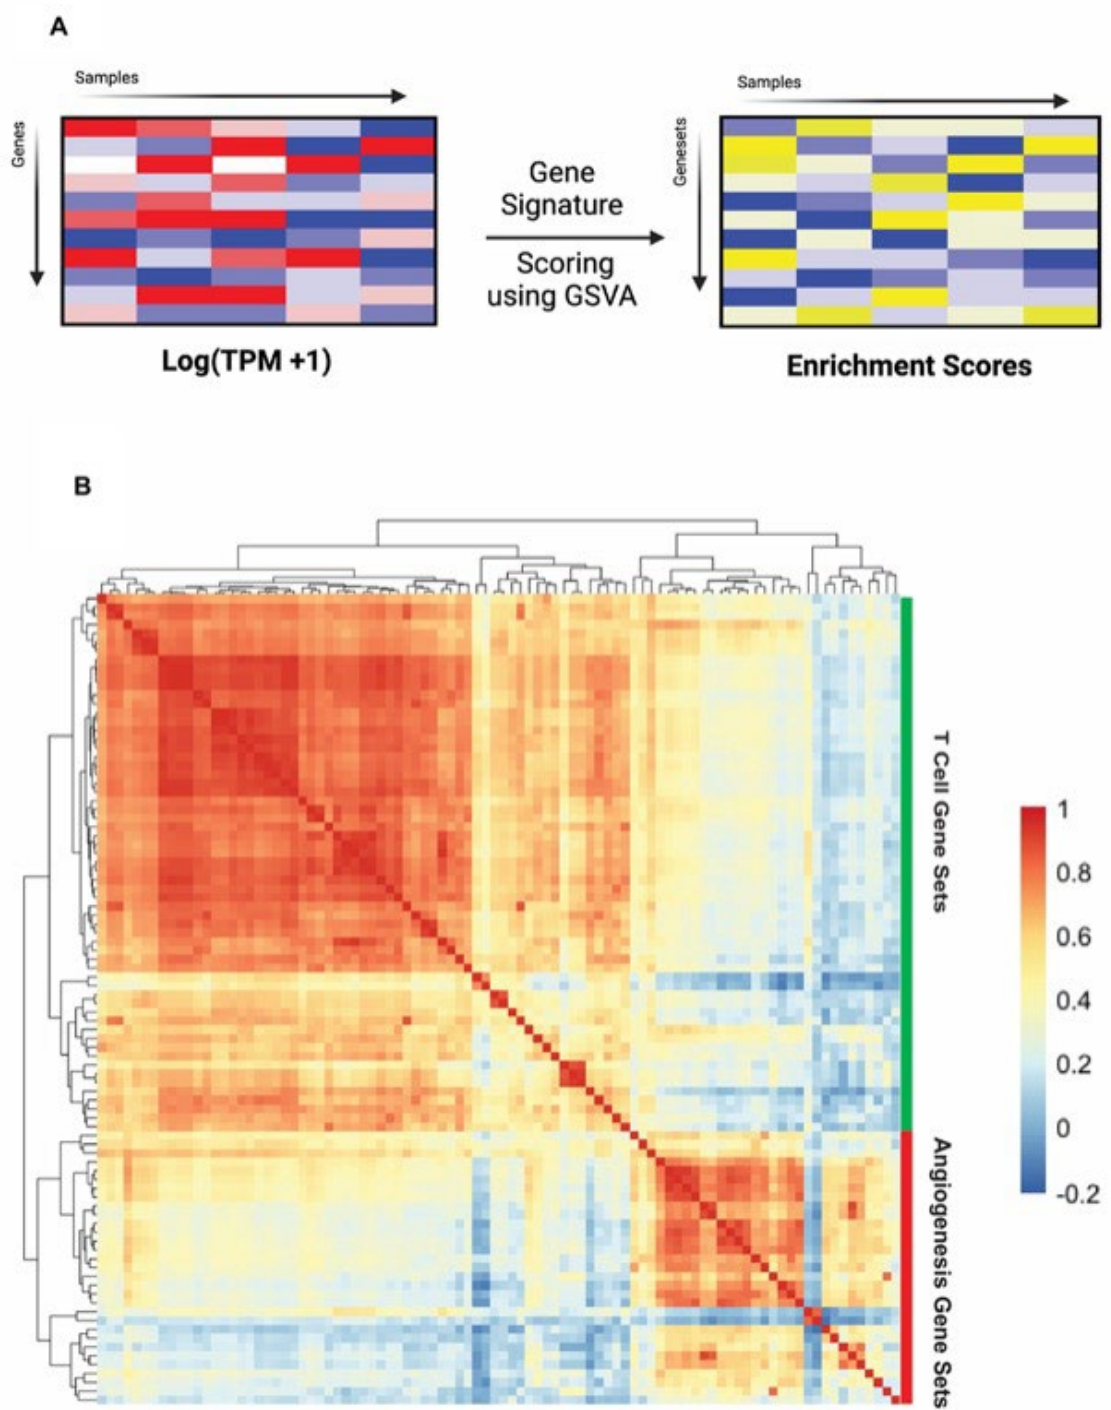 A
Samples
Genes
Log(TPM +1)
Gene
Signature
Scoring
using GSVA
Samples
Genesets
Enrichment Scores
B
T Cell Gene Sets
Angiogenesis Gene Sets
1
0.8
0.6
0.4
0.2
0
-0.2